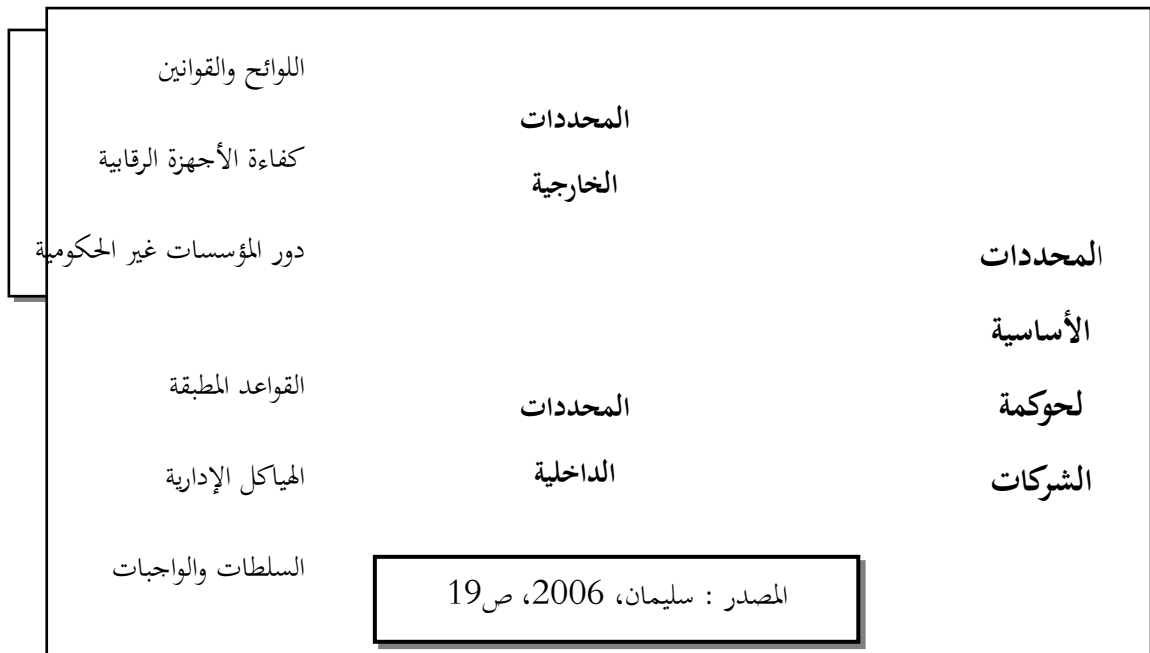 المحددات
الأساسية
لحوكمة
الشركات
المحددات
الخارجية
اللوائح والقوانين
كفاءة الأجهزة الرقابية
دور المؤسسات غير الحكومية
المحددات
الداخلية
القواعد المطبقة
الهياكل الإدارية
السلطات والواجبات
المصدر : سليمان، 2006، ص19